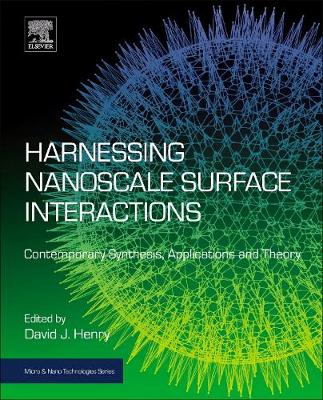 ELSEVIER
HARNESSING
NANOSCALE SURFACE
INTERACTIONS
Contemporary Synthesis, Applications and Theory
Edited by
David J. Henry
Micro & Nano Technologies Series